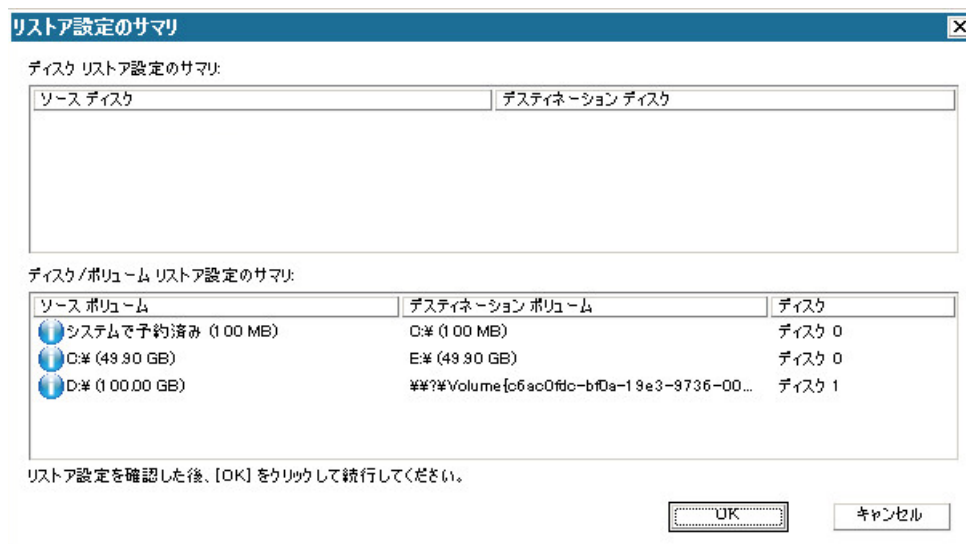 リストア設定のサマリ
ディスク リストア設定のサマリ:
ソース ディスク デスティネーション ディスク
ディスク/ボリューム リストア設定のサマリ:
ソース ボリューム デスティネーション ボリューム ディスク
システムで予約済み (100 MB) C:¥ (100 MB) ディスク 0
C:¥ (49.90 GB) E:¥ (49.90 GB) ディスク 0
D:¥ (100.00 GB) ¥¥?¥Volume{c6ac0fdc-bf0a-19e3-9736-00... ディスク 1
リストア設定を確認した後、[OK] をクリックして続行してください。
OK キャンセル